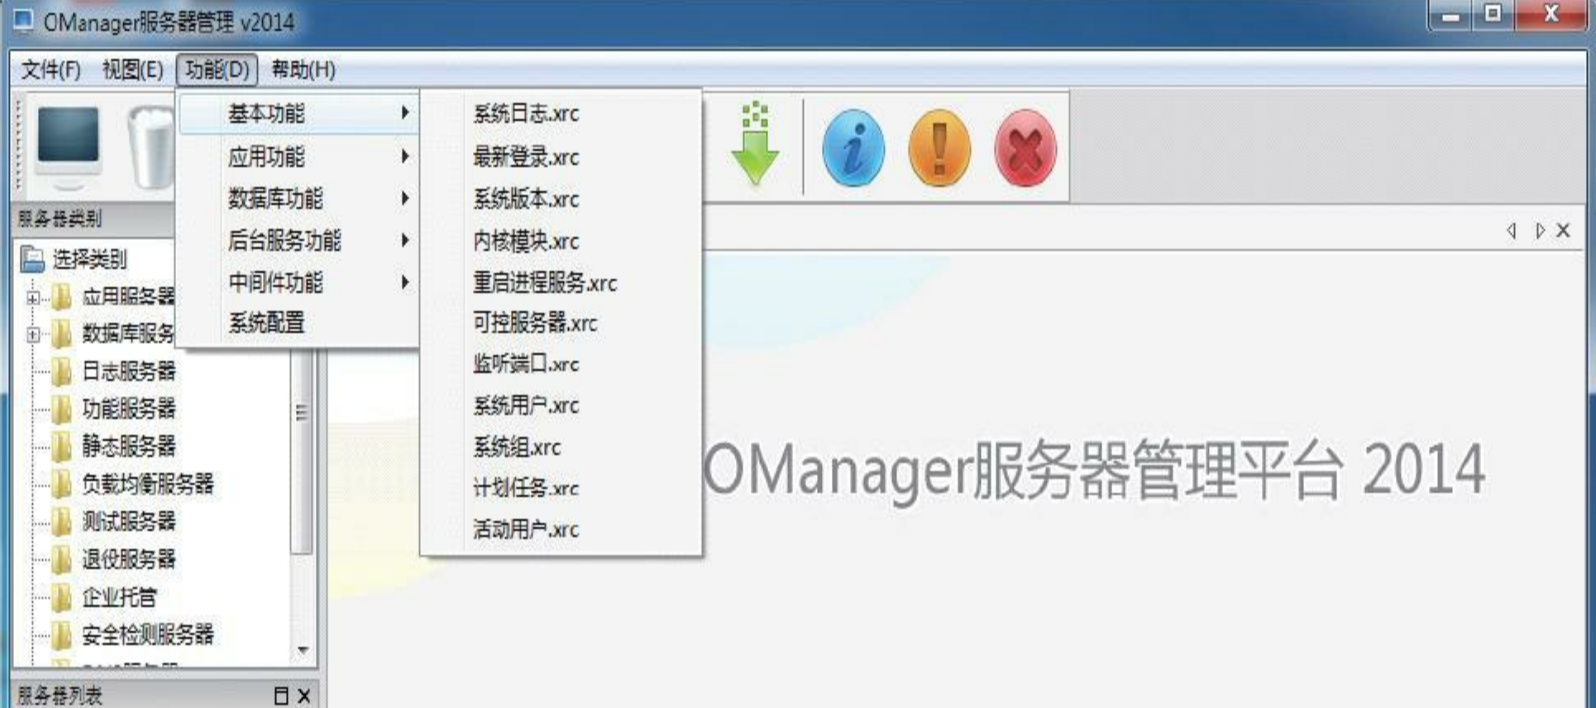 OManager服务器管理 v2014
文件(F) 视图(E) 功能(D) 帮助(H)
基本功能
应用功能
数据库功能
后台服务功能
中间件功能
系统配置
系统日志.xrc
最新登录.xrc
系统版本.xrc
内核模块.xrc
重启进程服务.xrc
可控服务器.xrc
监听端口.xrc
系统用户.xrc
系统组.xrc
计划任务.xrc
活动用户.xrc
服务器类别
选择类别
应用服务器
数据库服务
日志服务器
功能服务器
静态服务器
负载均衡服务器
测试服务器
退役服务器
企业托管
安全检测服务器
服务器列表
OManager服务器管理平台 2014